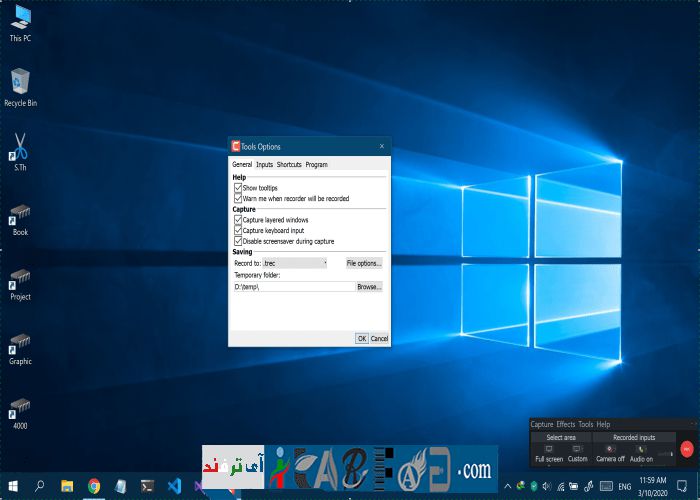 This PC
Recycle Bin
S.Th
Book
Project
Graphic
4000
Tools Options
General Inputs Shortcuts Program
Help
Show tooltips
Warn me when recorder will be recorded
Capture
Capture layered windows
Capture keyboard input
Disable screensaver during capture
Saving
Record to: .trec File options...
Temporary folder:
D:\temp\ Browse...
OK Cancel
Capture Effects Tools Help
Select area Recorded inputs
Full screen Custom Camera off Audio on
rec
آی ترفند
.com
ENG
11:59 AM
3/10/2020